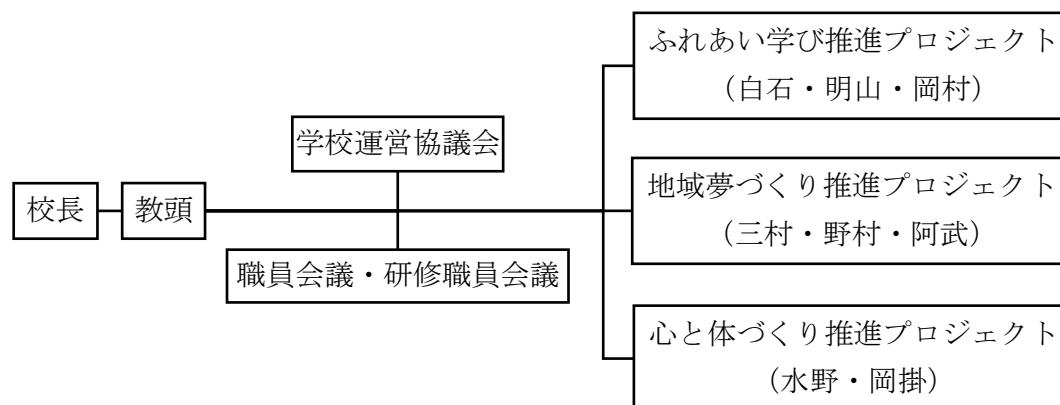 ふれあい学び推進プロジェクト
(白石・明山・岡村)
学校運営協議会
校長
教頭
地域夢づくり推進プロジェクト
(三村・野村・阿武)
職員会議・研修職員会議
心と体づくり推進プロジェクト
(水野・岡掛)